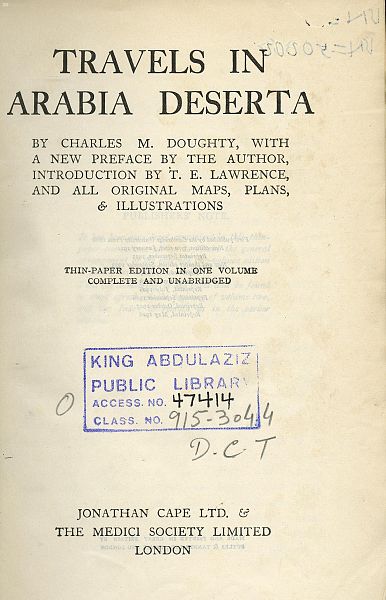 TRAVELS IN
ARABIA DESERTA
BY CHARLES M. DOUGHTY, WITH
A NEW PREFACE BY THE AUTHOR,
INTRODUCTION BY T. E. LAWRENCE,
AND ALL ORIGINAL MAPS, PLANS,
& ILLUSTRATIONS
THIN-PAPER EDITION IN ONE VOLUME
COMPLETE AND UNABRIDGED
KING ABDULAZIZ
PUBLIC LIBRARY
ACCESS. NO. 47414
CLASS. NO. 915-3044
D.C T
JONATHAN CAPE LTD. &
THE MEDICI SOCIETY LIMITED
LONDON